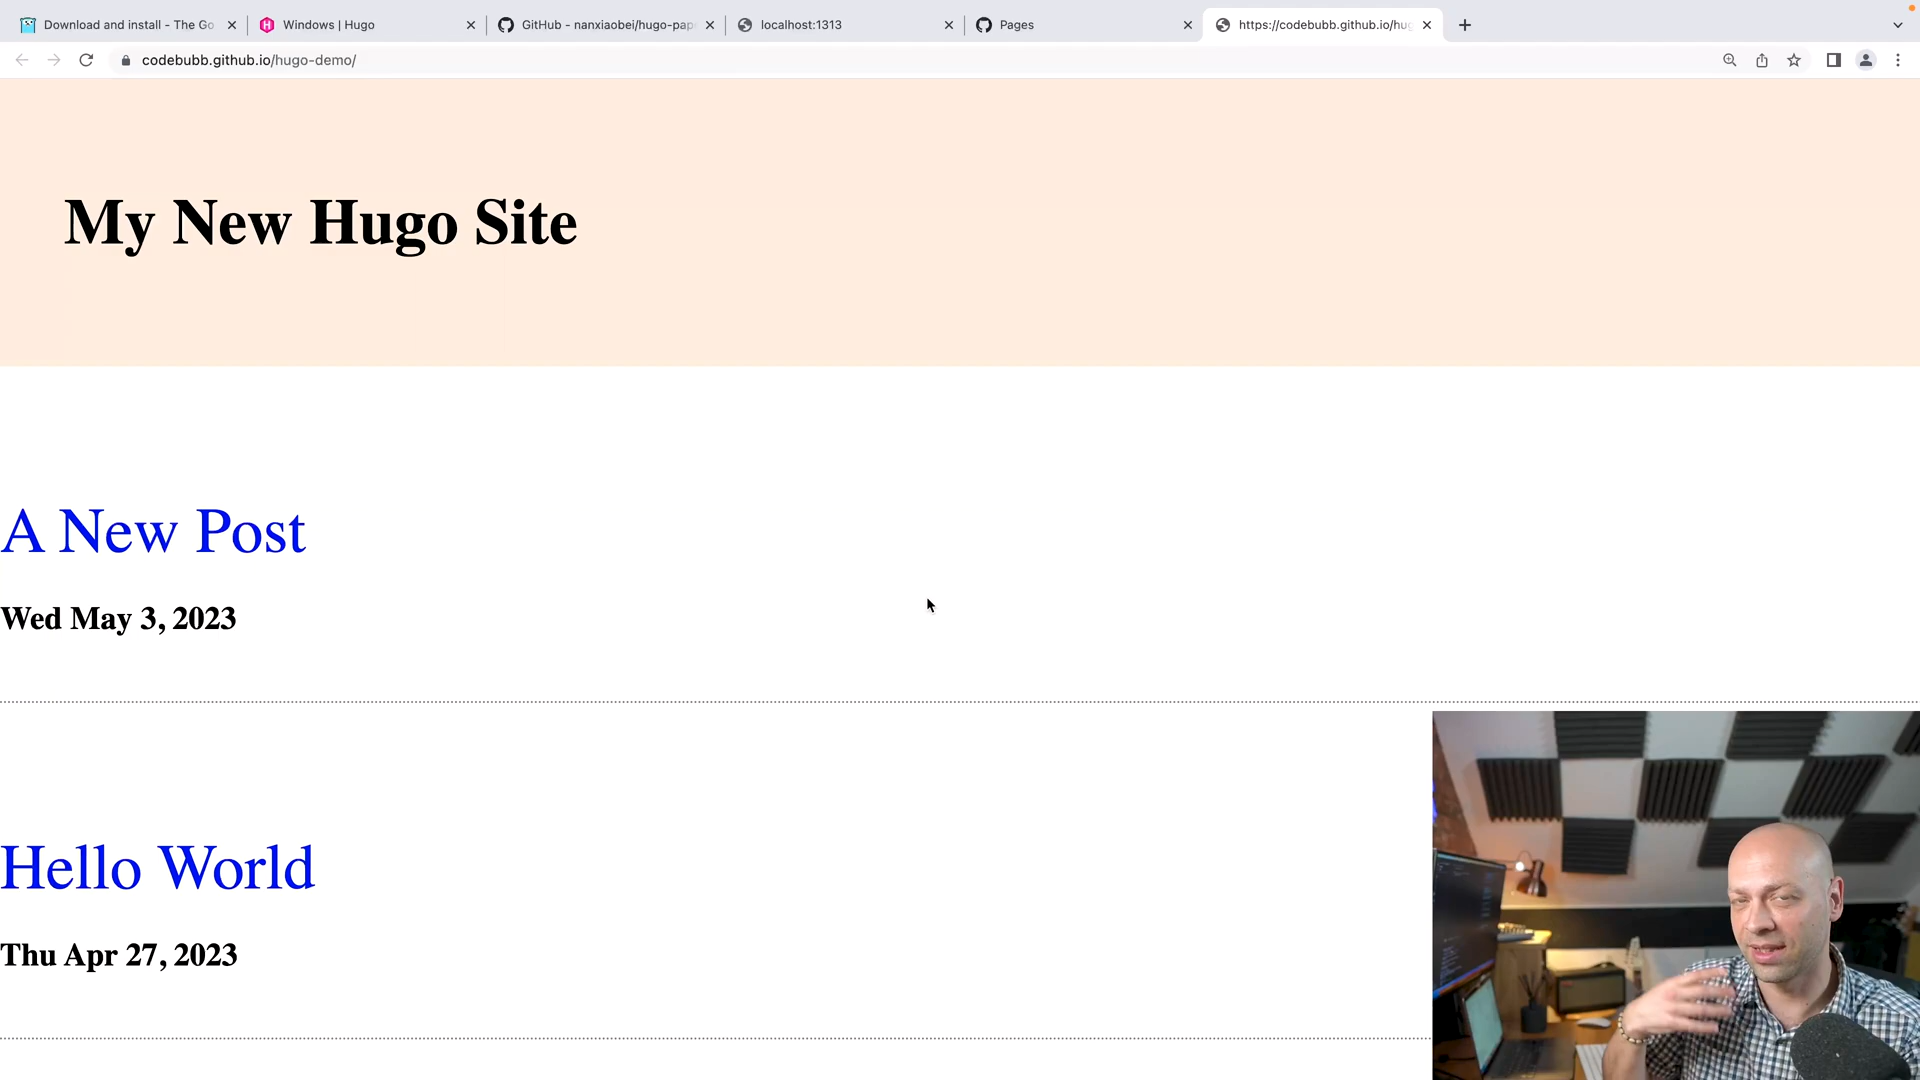 Download and install - The Go
Windows | Hugo
GitHub - nanxiaobei/hugo-pap
localhost:1313
Pages
https://codebubb.github.io/hug
codebubb.github.io/hugo-demo/
My New Hugo Site
A New Post
Wed May 3, 2023
Hello World
Thu Apr 27, 2023